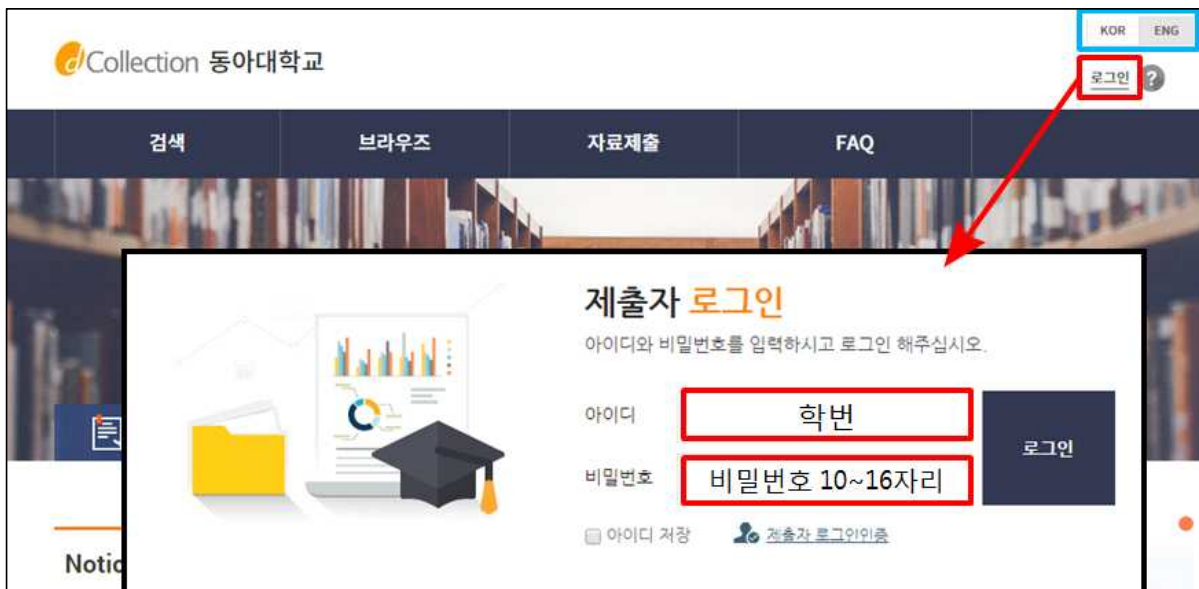 KOR ENG
dCollection 동아대학교
로그인 ?
검색 브라우즈 자료제출 FAQ
제출자 로그인
아이디와 비밀번호를 입력하시고 로그인 해주십시오.
아이디 학번
로그인
비밀번호 비밀번호 10~16자리
아이디 저장 제출자 로그인인증
Notic